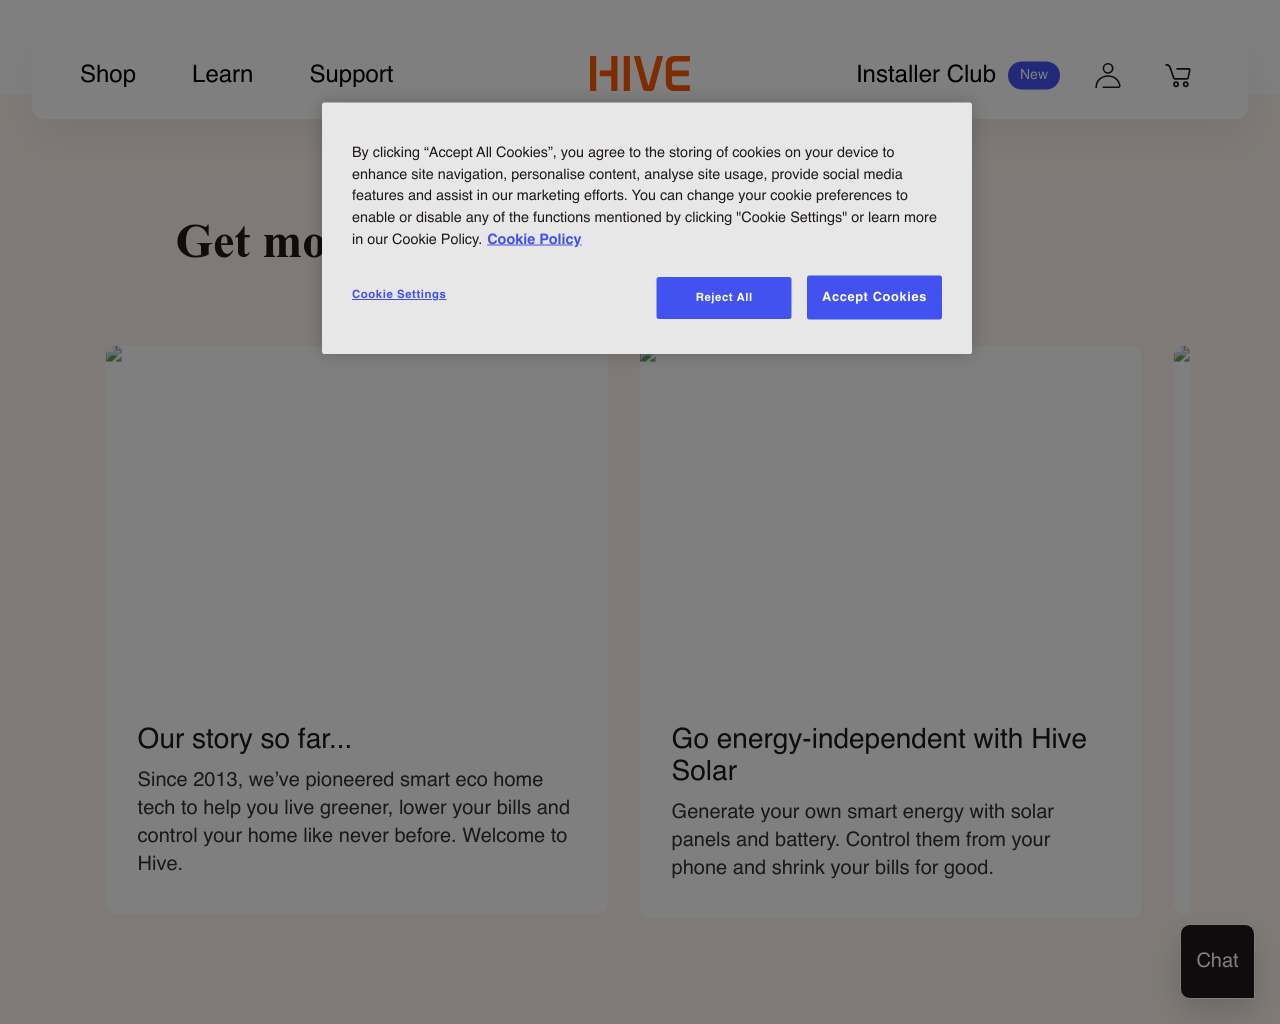 Shop
Learn
Support
HIVE
Installer Club
New
By clicking “Accept All Cookies”, you agree to the storing of cookies on your device to
enhance site navigation, personalise content, analyse site usage, provide social media
features and assist in our marketing efforts. You can change your cookie preferences to
enable or disable any of the functions mentioned by clicking "Cookie Settings" or learn more
in our Cookie Policy. Cookie Policy
Cookie Settings
Reject All
Accept Cookies
Get
Our story so far...
Since 2013, we’ve pioneered smart eco home
tech to help you live greener, lower your bills and
control your home like never before. Welcome to
Hive.
Go energy-independent with Hive
Solar
Generate your own smart energy with solar
panels and battery. Control them from your
phone and shrink your bills for good.
Chat